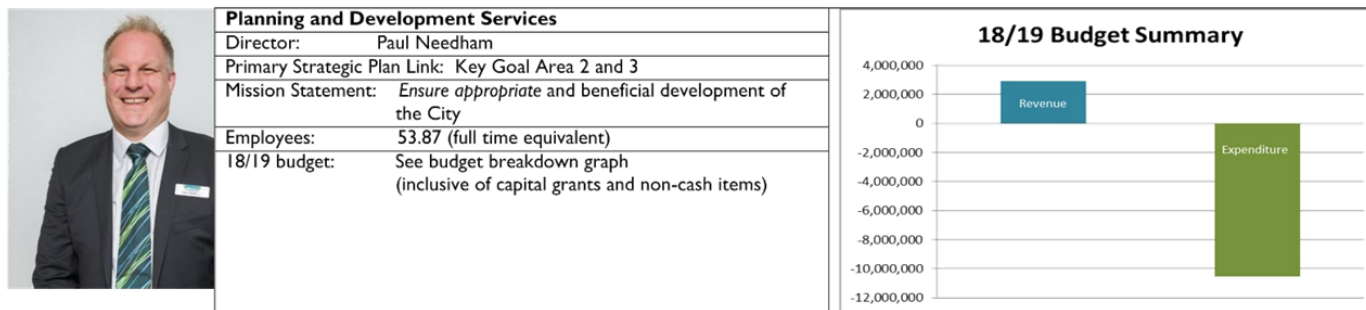 Planning and Development Services
Director: Paul Needham
Primary Strategic Plan Link: Key Goal Area 2 and 3
Mission Statement: Ensure appropriate and beneficial development of
the City
Employees: 53.87 (full time equivalent)
18/19 budget: See budget breakdown graph
(inclusive of capital grants and non-cash items)
18/19 Budget Summary
4,000,000
2,000,000
0
-2,000,000
-4,000,000
-6,000,000
-8,000,000
-10,000,000
-12,000,000
Revenue
Expenditure